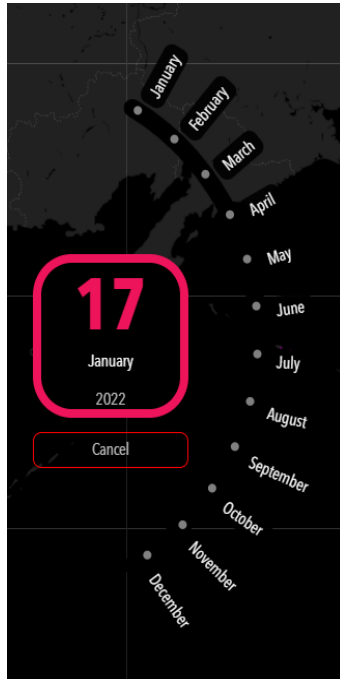 January
February
March
April
May
June
July
August
September
October
November
December
17
January
2022
Cancel